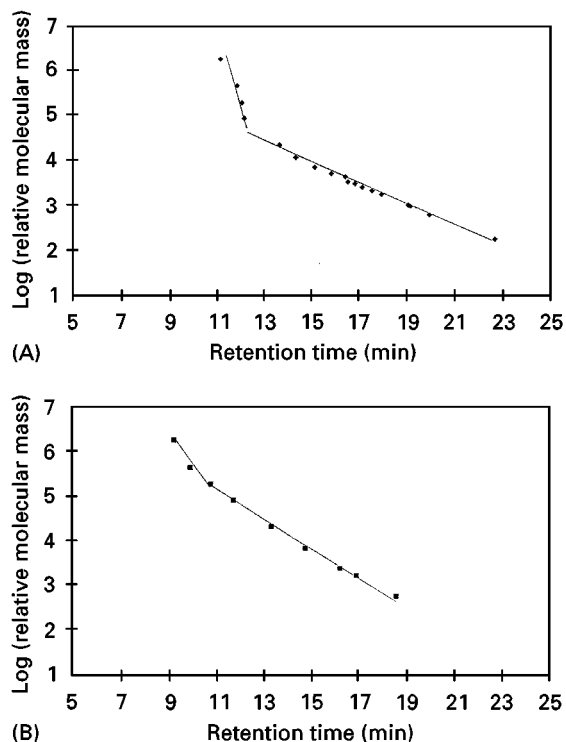 7
6
5
4
3
2
1
Log (relative molecular mass)
5 7 9 11 13 15 17 19 21 23 25
(A) Retention time (min)
7
6
5
4
3
2
1
Log (relative molecular mass)
5 7 9 11 13 15 17 19 21 23 25
(B) Retention time (min)